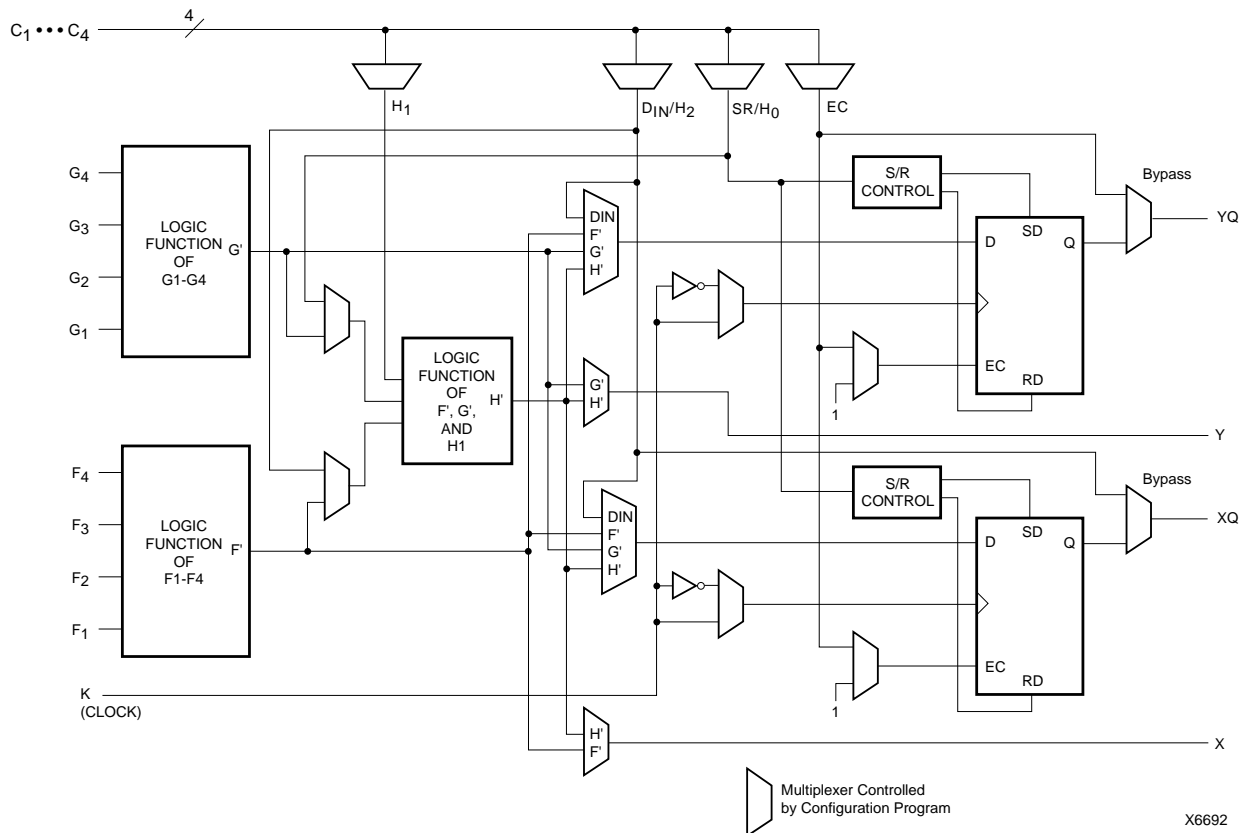 4
C1 ••• C4
H1
DIN/H2
SR/H0
EC
G4
G3
G2
G1
LOGIC
FUNCTION
OF
G1-G4
G'
DIN
F'
G'
H'
S/R
CONTROL
Bypass
D
SD
Q
YQ
EC
RD
1
LOGIC
FUNCTION
OF
F', G',
AND
H1
H'
G'
H'
Y
F4
F3
F2
F1
LOGIC
FUNCTION
OF
F1-F4
F'
DIN
F'
G'
H'
S/R
CONTROL
Bypass
D
SD
Q
XQ
EC
RD
1
K
(CLOCK)
H'
F'
X
Multiplexer Controlled
by Configuration Program
X6692